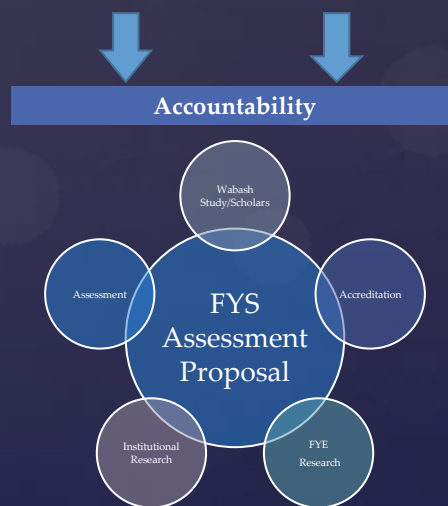 Accountability
Wabash
Study/Scholars
Assessment
Accreditation
FYS
Assessment
Proposal
Institutional
Research
FYE
Research